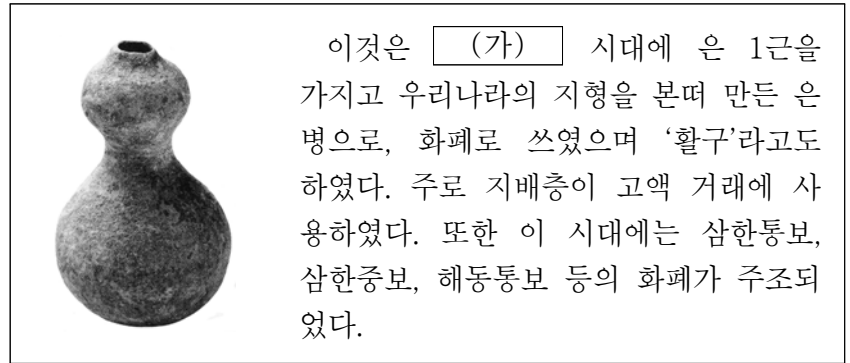 이것은 (가) 시대에 은 1근을
가지고 우리나라의 지형을 본떠 만든 은
병으로, 화폐로 쓰였으며 ‘활구’라고도
하였다. 주로 지배층이 고액 거래에 사
용하였다. 또한 이 시대에는 삼한통보,
삼한중보, 해동통보 등의 화폐가 주조되
었다.